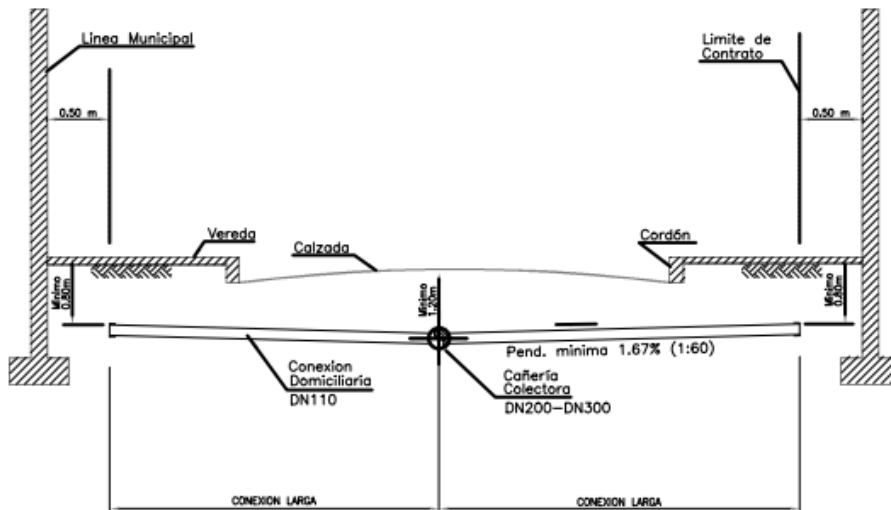 Linea Municipal
Limite de
Contrato
0.50 m
0.50 m
Vereda
Calzada
Cordón
Mínimo
0.80m
Mínimo
1.20m
Mínimo
0.80m
Pend. minima 1.67% (1:60)
Conexion
Domiciliaria
DN110
Cañería
Colectora
DN200-DN300
CONEXION LARGA
CONEXION LARGA